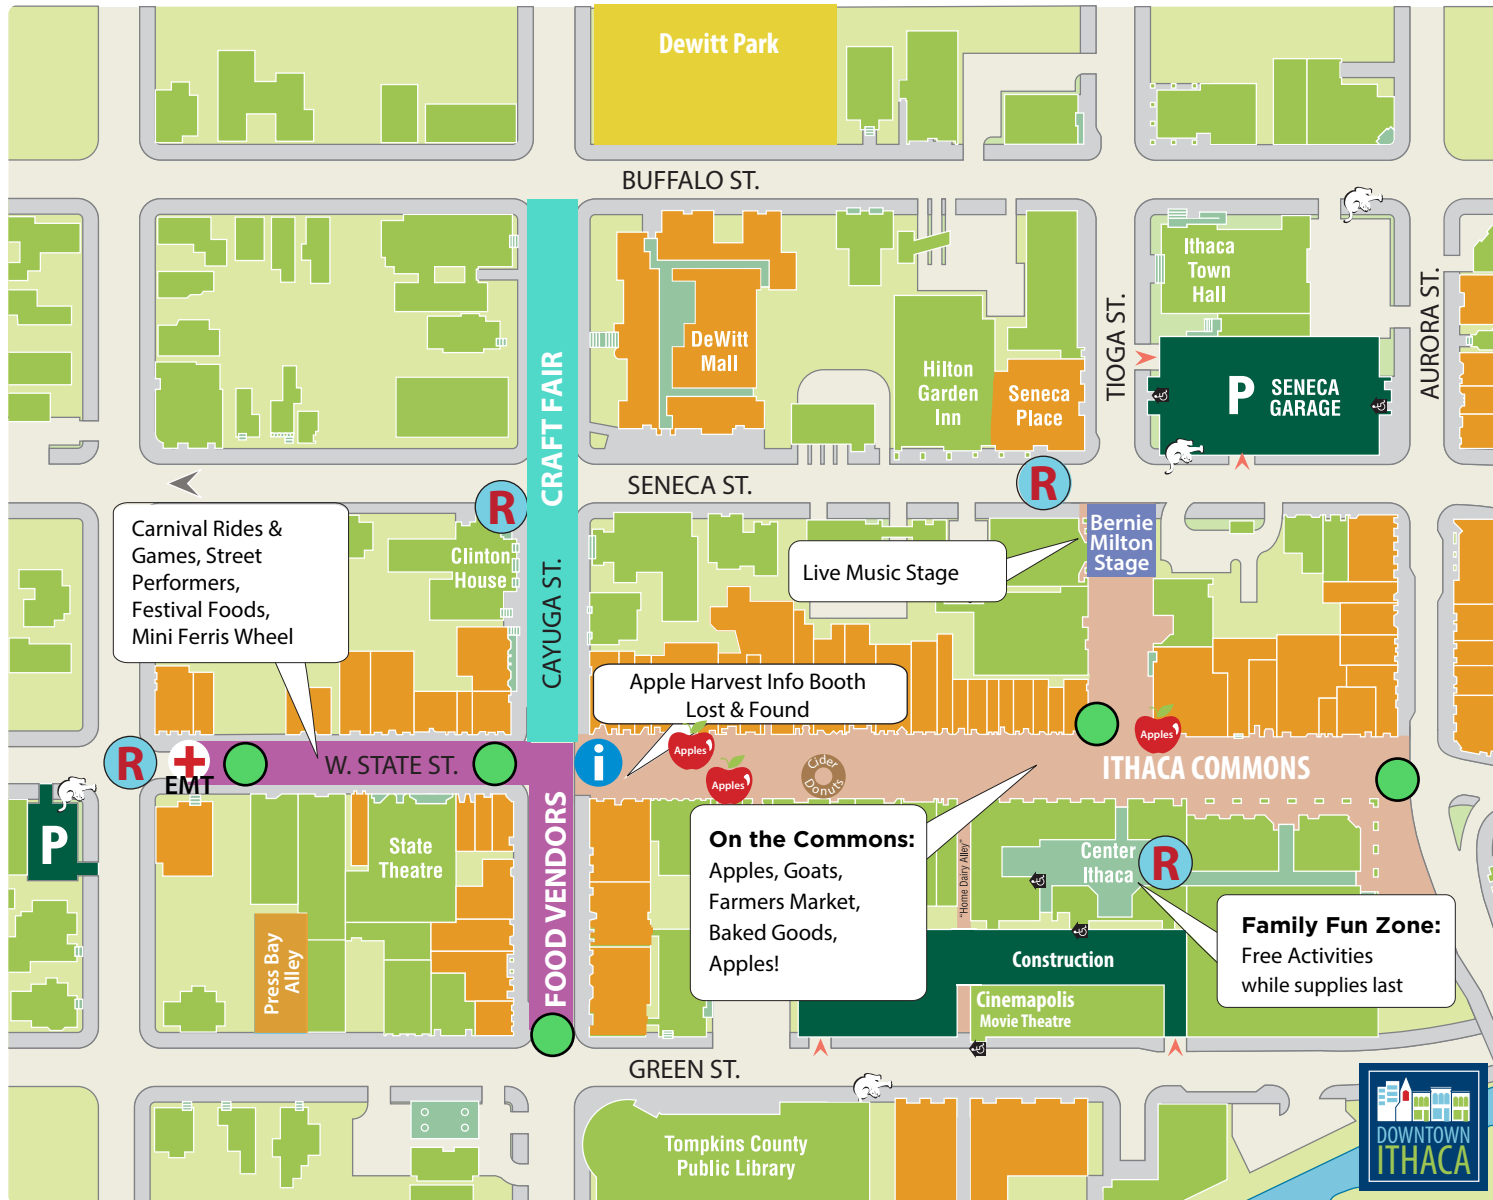 Dewitt Park
BUFFALO ST.
Ithaca
Town
Hall
TIOGA ST.
AURORA ST.
DeWitt
Mall
Hilton
Garden
Inn
Seneca
Place
P SENECA
GARAGE
CRAFT FAIR
SENECA ST.
R
R
Carnival Rides &
Games, Street
Performers,
Festival Foods,
Mini Ferris Wheel
Clinton
House
CAYUGA ST.
Live Music Stage
Bernie
Milton
Stage
Apple Harvest Info Booth
Lost & Found
R
EMT
W. STATE ST.
i
Apples
Apples
Cider
Donuts
Apples
ITHACA COMMONS
P
State
Theatre
FOOD VENDORS
On the Commons:
Apples, Goats,
Farmers Market,
Baked Goods,
Apples!
"Home Dairy Alley"
Center
Ithaca
R
Family Fun Zone:
Free Activities
while supplies last
Press Bay
Alley
Construction
Cinemapolis
Movie Theatre
GREEN ST.
Tompkins County
Public Library
DOWNTOWN
ITHACA